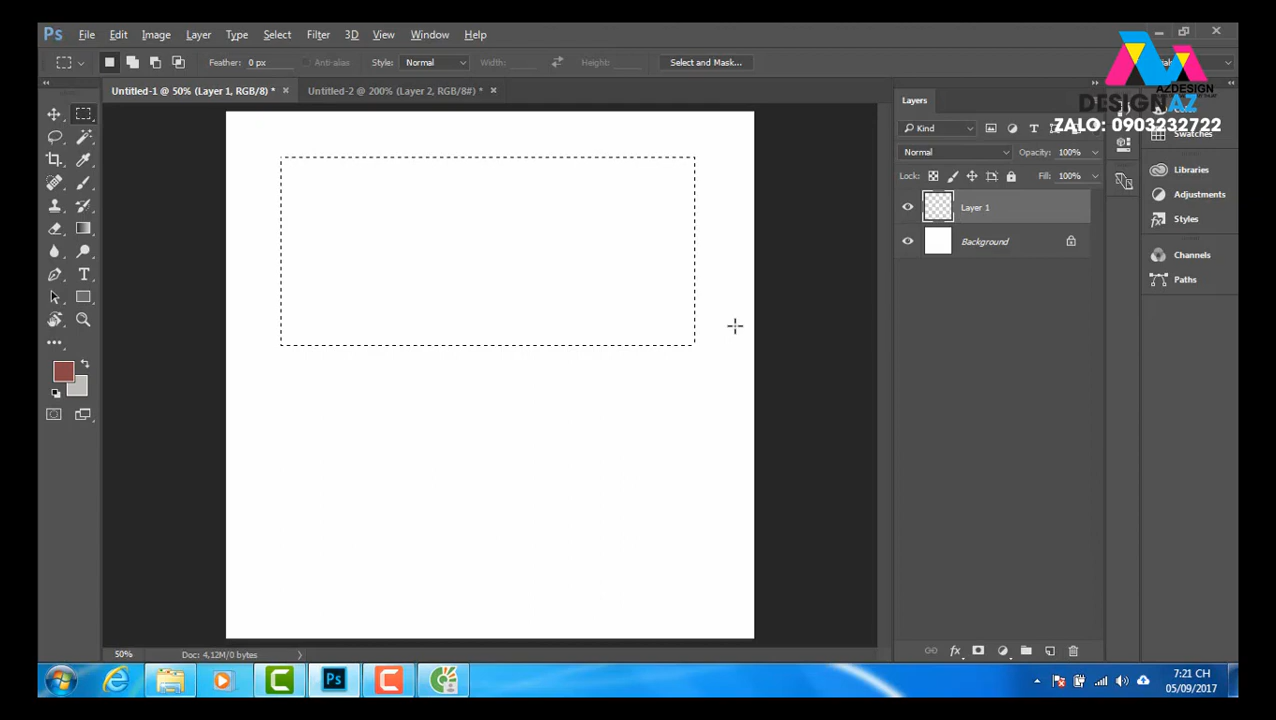 Ps File Edit Image Layer Type Select Filter 3D View Window Help
Feather: 0 px Anti-alias Style: Normal Width: Height: Select and Mask...
Untitled-1 @ 50% (Layer 1, RGB/8) * × Untitled-2 @ 200% (Layer 2, RGB/8#) * ×
AZDESIGN
DESIGN AZ
ZALO: 0903232722
Layers
Kind
Normal Opacity: 100%
Lock: Fill: 100%
Layer 1
Background
Swatches
Libraries
Adjustments
Styles
Channels
Paths
50% Doc: 4,12M/0 bytes
Ps
7:21 CH
05/09/2017